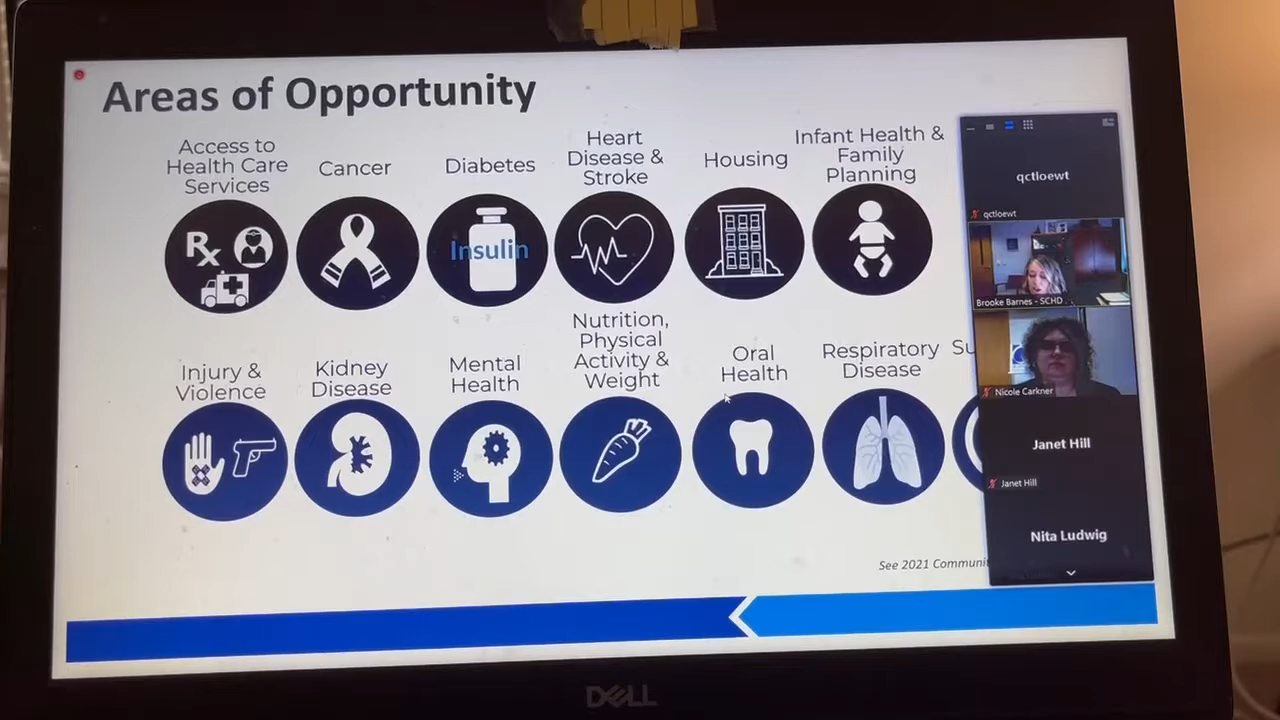 Areas of Opportunity
Access to
Health Care
Services
Cancer
Diabetes
Heart
Disease &
Stroke
Housing
Infant Health &
Family
Planning
Rx
Insulin
Injury &
Violence
Kidney
Disease
Mental
Health
Nutrition,
Physical
Activity &
Weight
Oral
Health
Respiratory
Disease
Su
See 2021 Communi
qctloewt
qctloewt
Brooke Barnes - SCHD
Nicole Carkner
Janet Hill
Janet Hill
Nita Ludwig
DELL